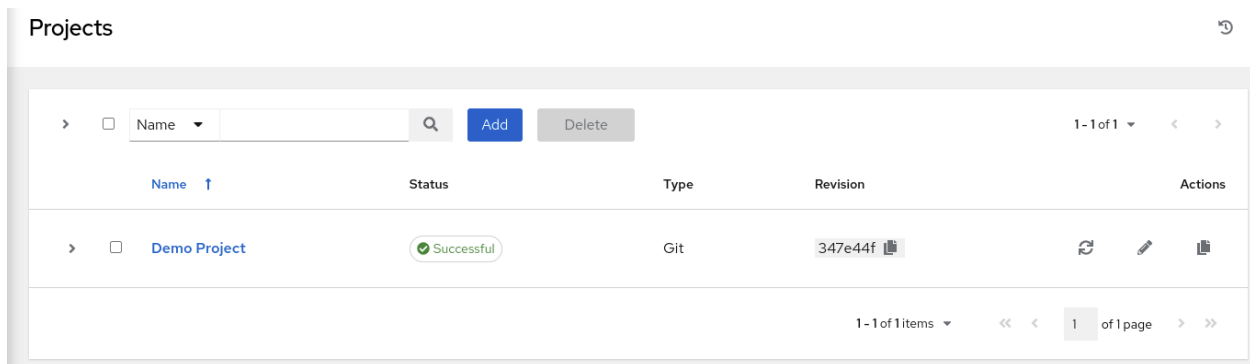 Projects
Name Add Delete 1 - 1 of 1
Name Status Type Revision Actions
Demo Project Successful Git 347e44f
1 - 1 of 1 items 1 of 1 page